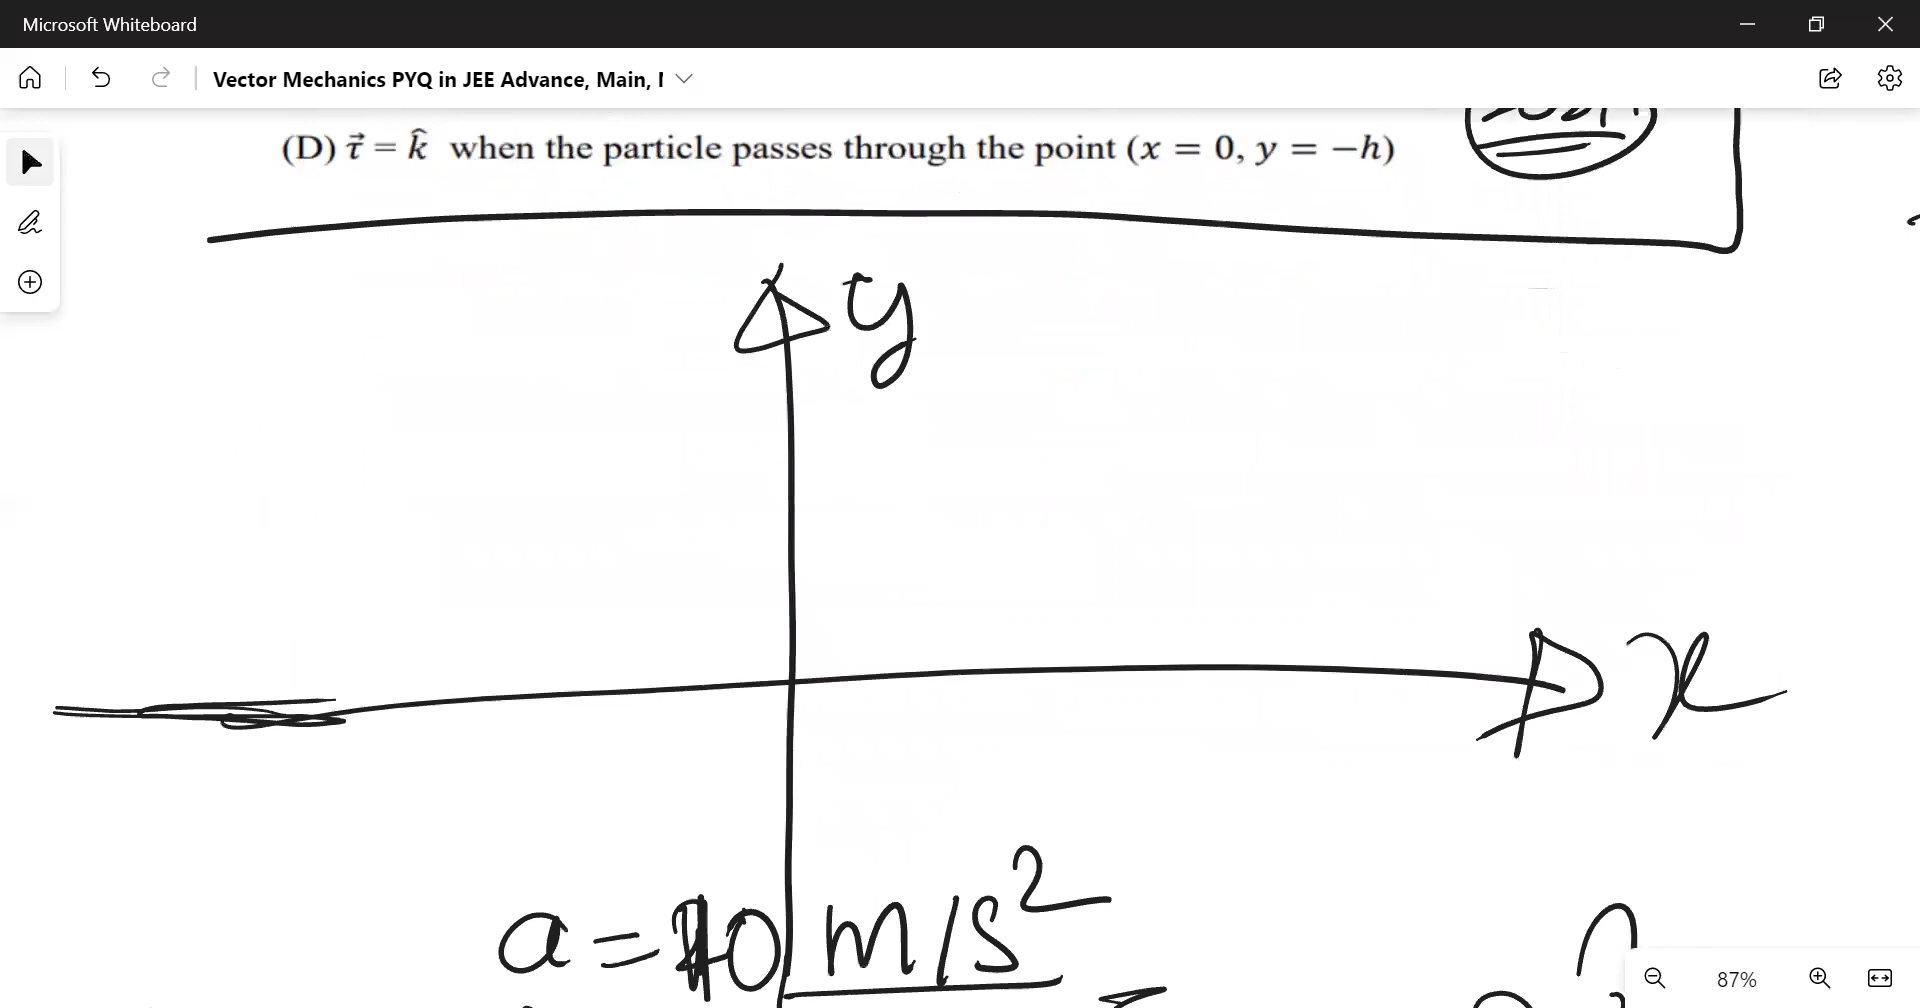 Microsoft Whiteboard
Vector Mechanics PYQ in JEE Advance, Main,
(D) τ⃗ = k̂ when the particle passes through the point (x = 0, y = −h)
y
x
a = 10 m/s²
87%